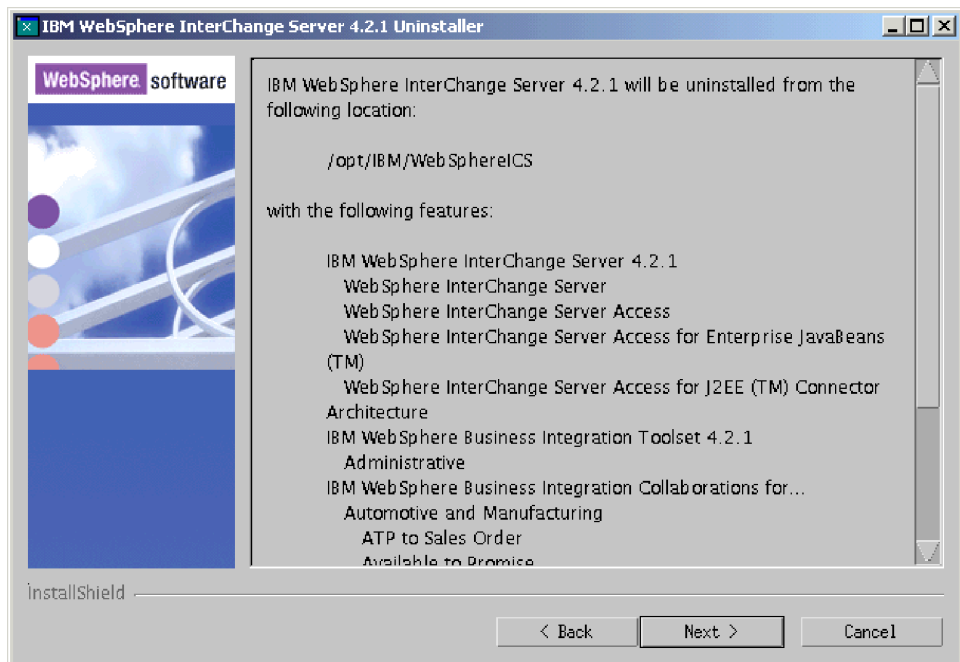 IBM WebSphere InterChange Server 4.2.1 Uninstaller
WebSphere software
IBM WebSphere InterChange Server 4.2.1 will be uninstalled from the
following location:
/opt/IBM/WebSphereICS
with the following features:
IBM WebSphere InterChange Server 4.2.1
WebSphere InterChange Server
WebSphere InterChange Server Access
WebSphere InterChange Server Access for Enterprise JavaBeans
(TM)
WebSphere InterChange Server Access for J2EE (TM) Connector
Architecture
IBM WebSphere Business Integration Toolset 4.2.1
Administrative
IBM WebSphere Business Integration Collaborations for...
Automotive and Manufacturing
ATP to Sales Order
Available to Promise
InstallShield
< Back
Next >
Cancel